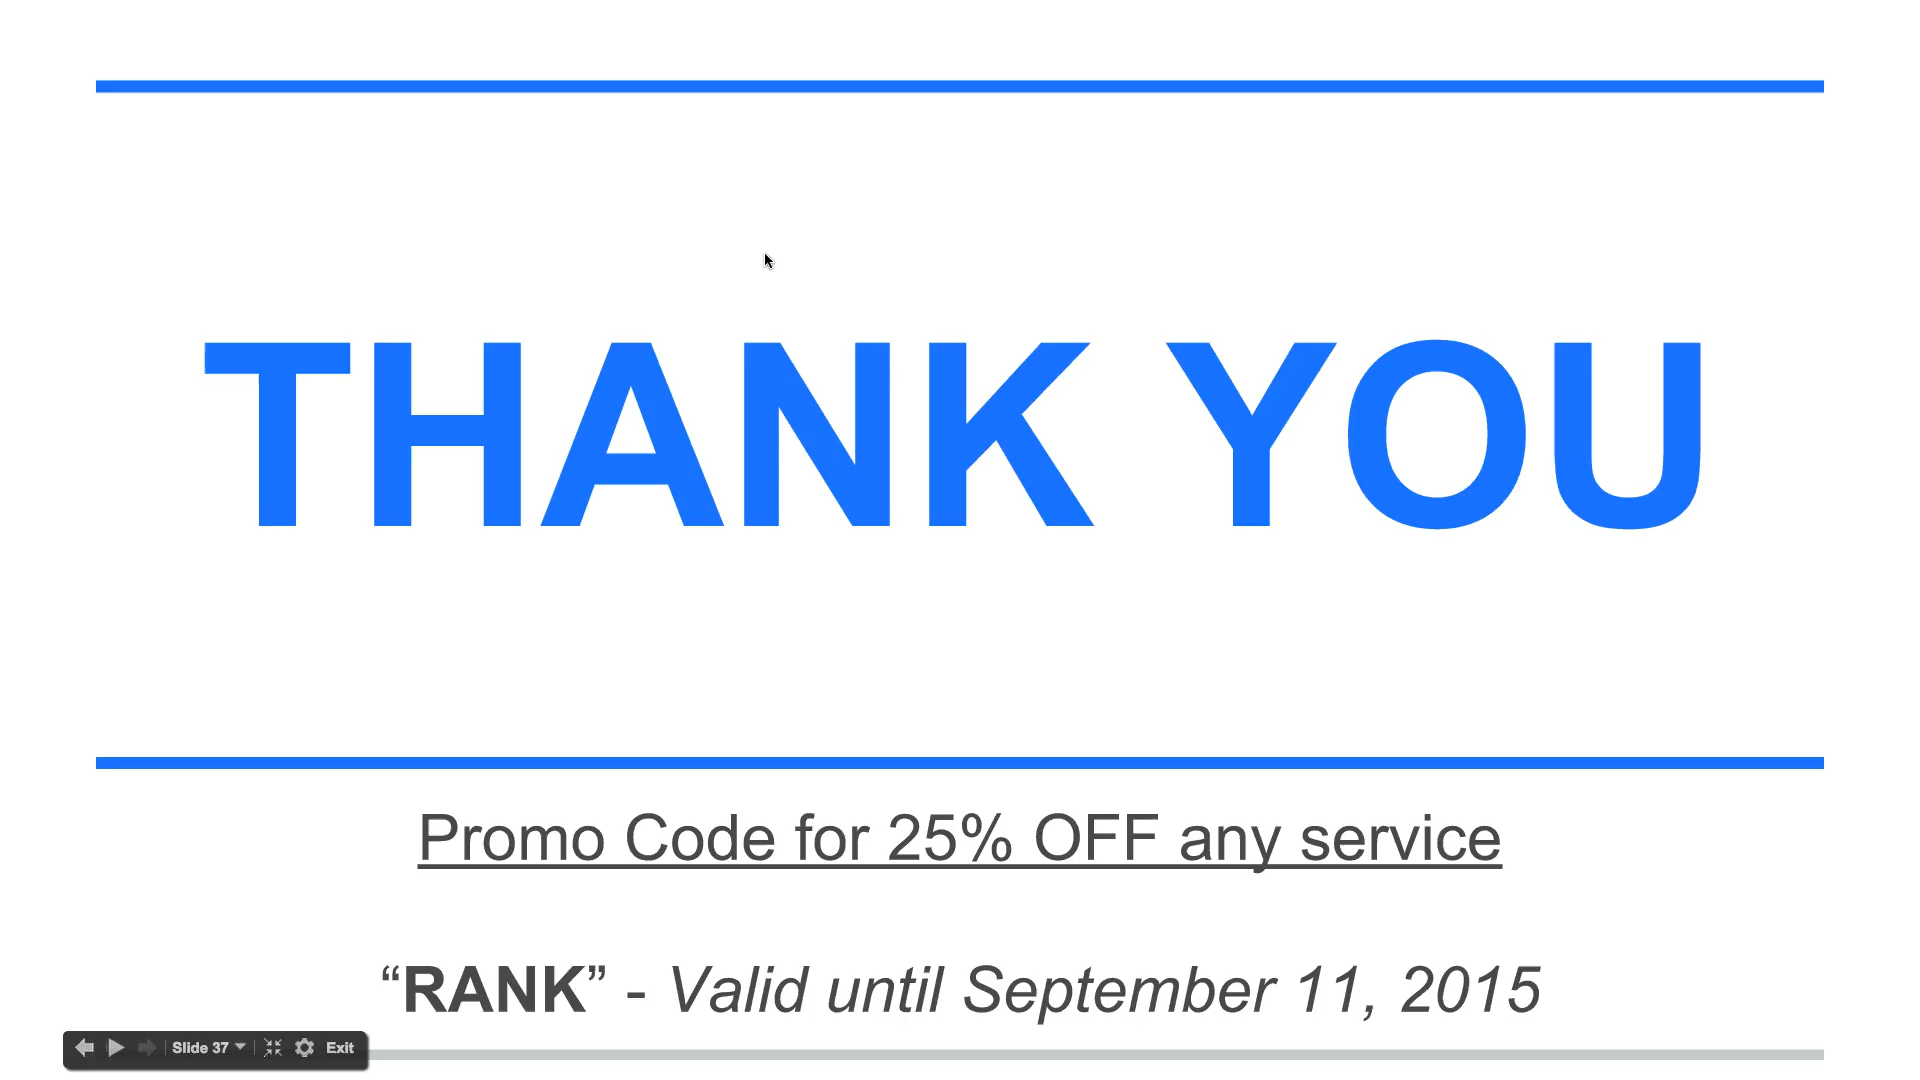 THANK YOU
Promo Code for 25% OFF any service
“RANK” - Valid until September 11, 2015
Slide 37 Exit